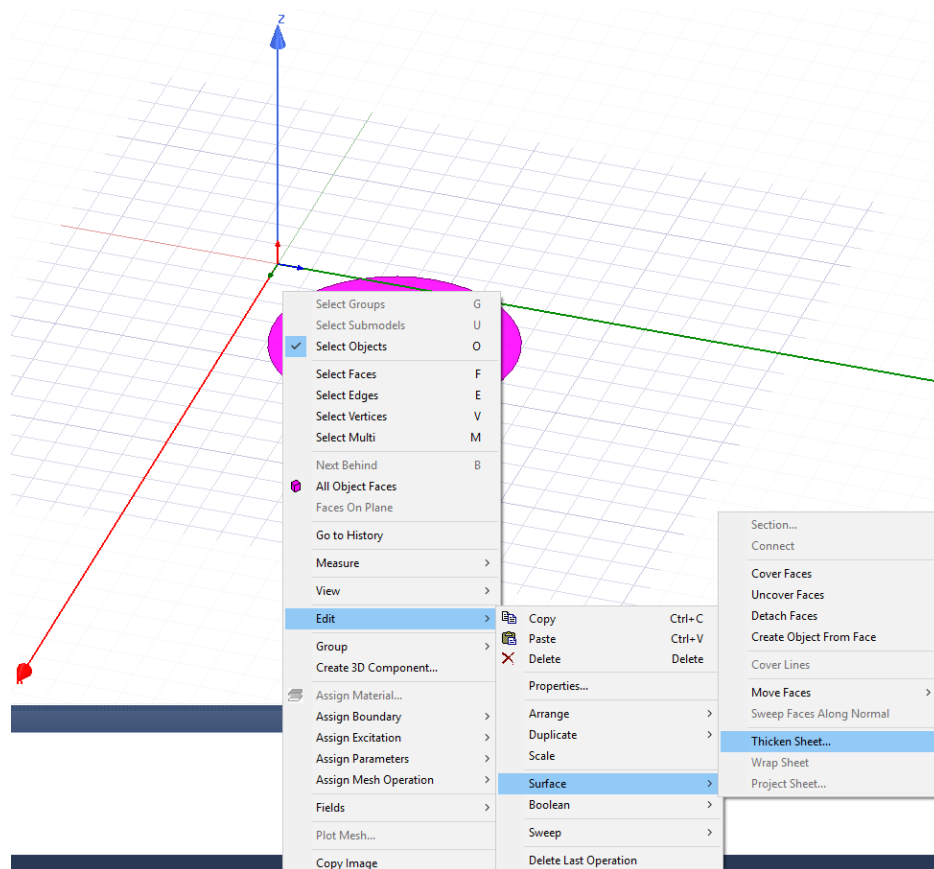 Z
Select Groups G
Select Submodels U
Select Objects O
Select Faces F
Select Edges E
Select Vertices V
Select Multi M
Next Behind B
All Object Faces
Faces On Plane
Go to History
Measure
View
Edit
Group
Create 3D Component...
Assign Material...
Assign Boundary
Assign Excitation
Assign Parameters
Assign Mesh Operation
Fields
Plot Mesh...
Copy Image
Copy Ctrl+C
Paste Ctrl+V
Delete Delete
Properties...
Arrange
Duplicate
Scale
Surface
Boolean
Sweep
Delete Last Operation
Section...
Connect
Cover Faces
Uncover Faces
Detach Faces
Create Object From Face
Cover Lines
Move Faces
Sweep Faces Along Normal
Thicken Sheet...
Wrap Sheet
Project Sheet...